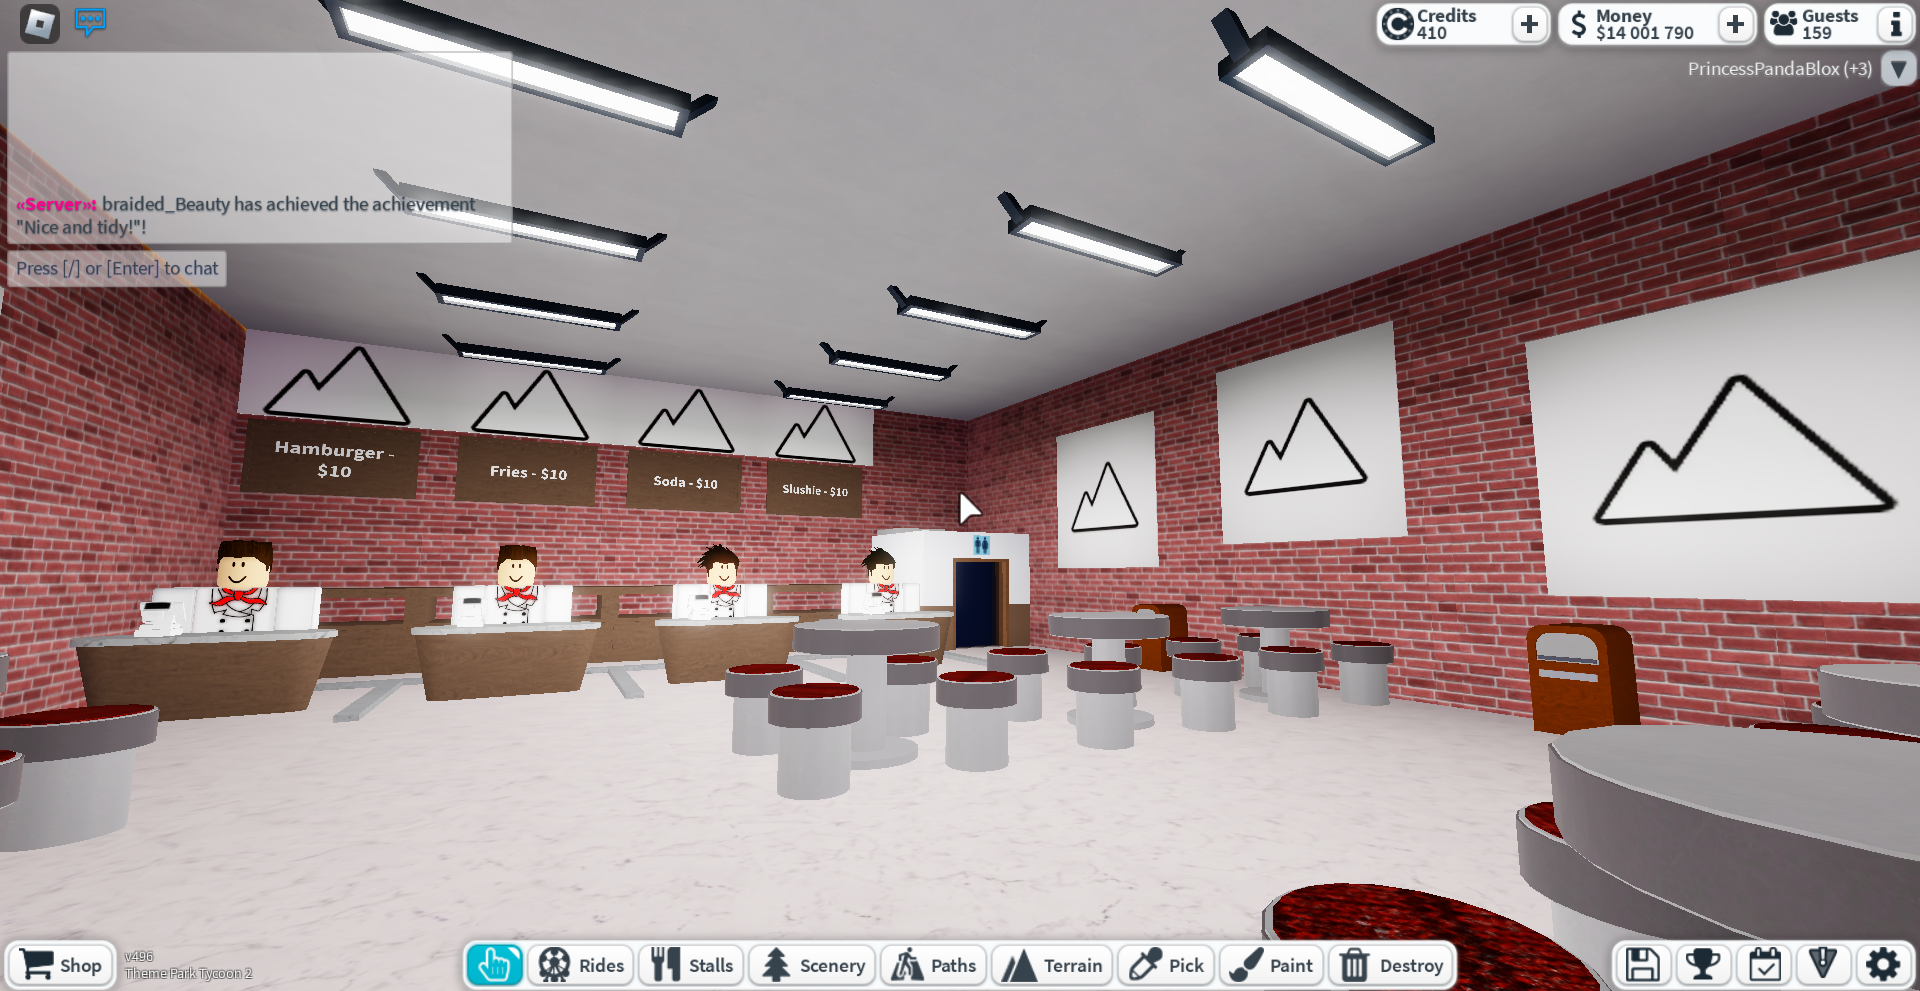 Credits
410
Money
$14 001 790
Guests
159
PrincessPandaBlox (+3)
«Server»: braided_Beauty has achieved the achievement
"Nice and tidy!"!
Press [/] or [Enter] to chat
Hamburger -
$10
Fries - $10
Soda - $10
Slushie - $10
Shop
v496
Theme Park Tycoon 2
Rides
Stalls
Scenery
Paths
Terrain
Pick
Paint
Destroy